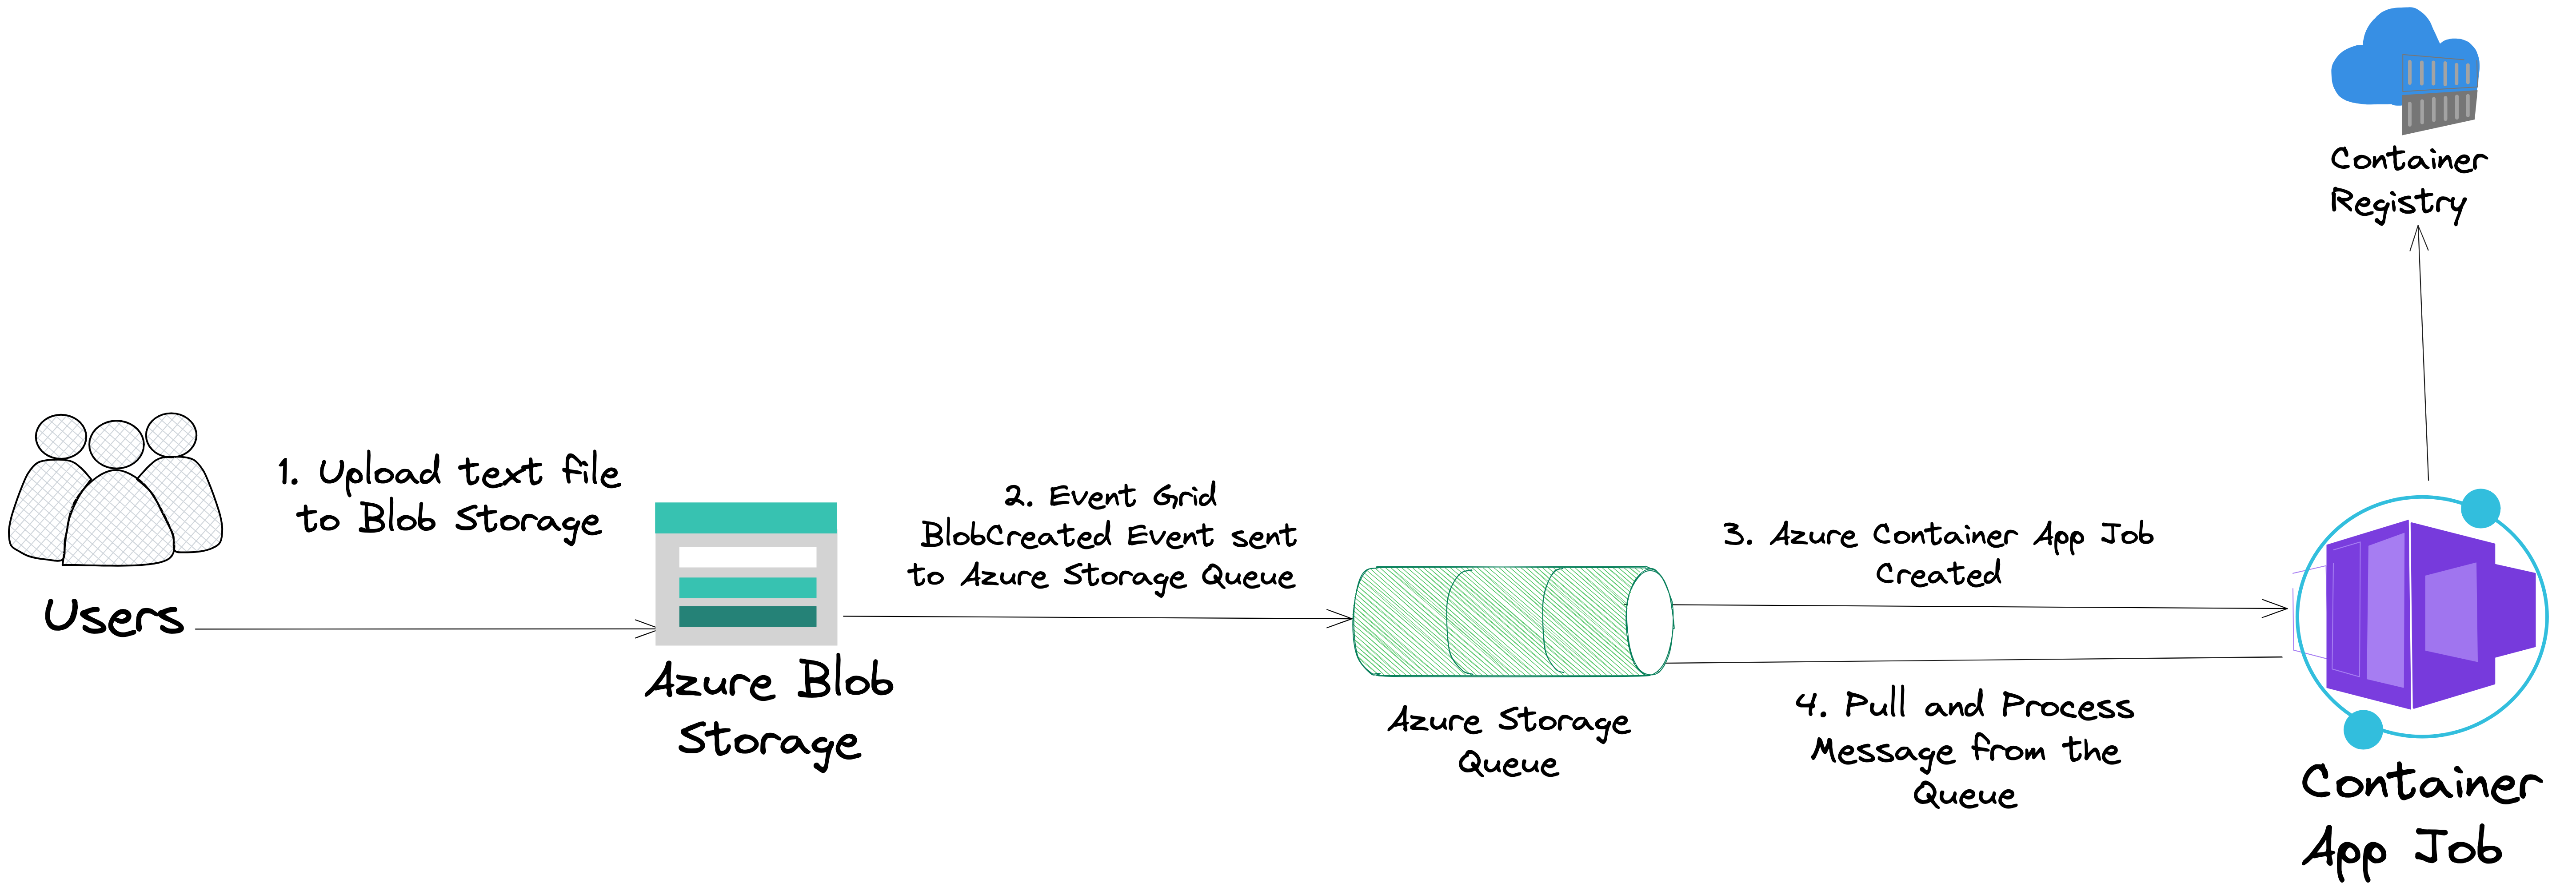 Container
Registry
1. Upload text file
to Blob Storage
Users
2. Event Grid
BlobCreated Event sent
to Azure Storage Queue
3. Azure Container App Job
Created
Azure Blob
Storage
Azure Storage
Queue
4. Pull and Process
Message from the
Queue
Container
App Job